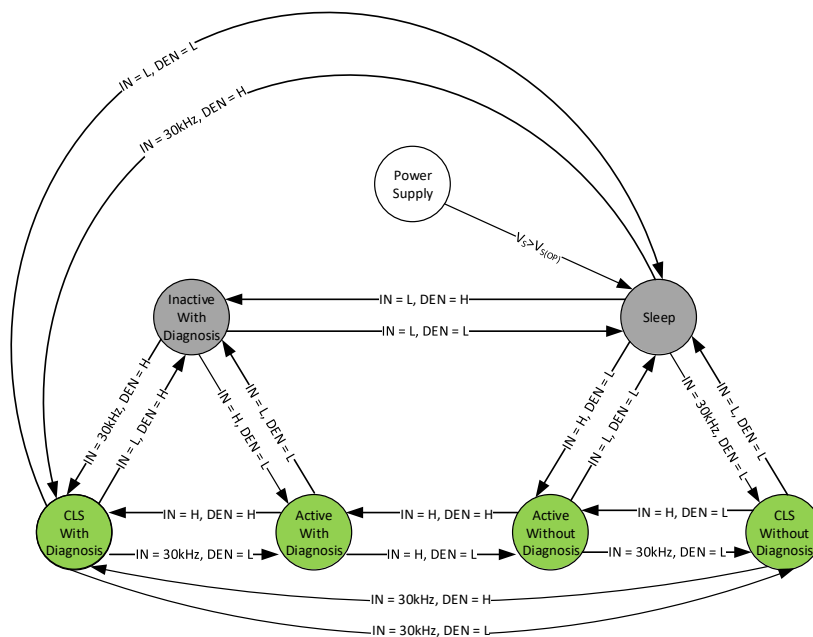 IN = L, DEN = L
IN = 30kHz, DEN = H
Power
Supply
VS>VS(OP)
Inactive
With
Diagnosis
IN = L, DEN = H
IN = L, DEN = L
Sleep
IN = 30kHz, DEN = H
IN = L, DEN = H
IN = H, DEN = L
IN = L, DEN = L
IN = H, DEN = L
IN = L, DEN = L
IN = 30kHz, DEN = L
IN = L, DEN = L
CLS
With
Diagnosis
IN = H, DEN = H
IN = 30kHz, DEN = L
Active
With
Diagnosis
IN = H, DEN = H
IN = H, DEN = L
Active
Without
Diagnosis
IN = H, DEN = L
IN = 30kHz, DEN = L
CLS
Without
Diagnosis
IN = 30kHz, DEN = H
IN = 30kHz, DEN = L